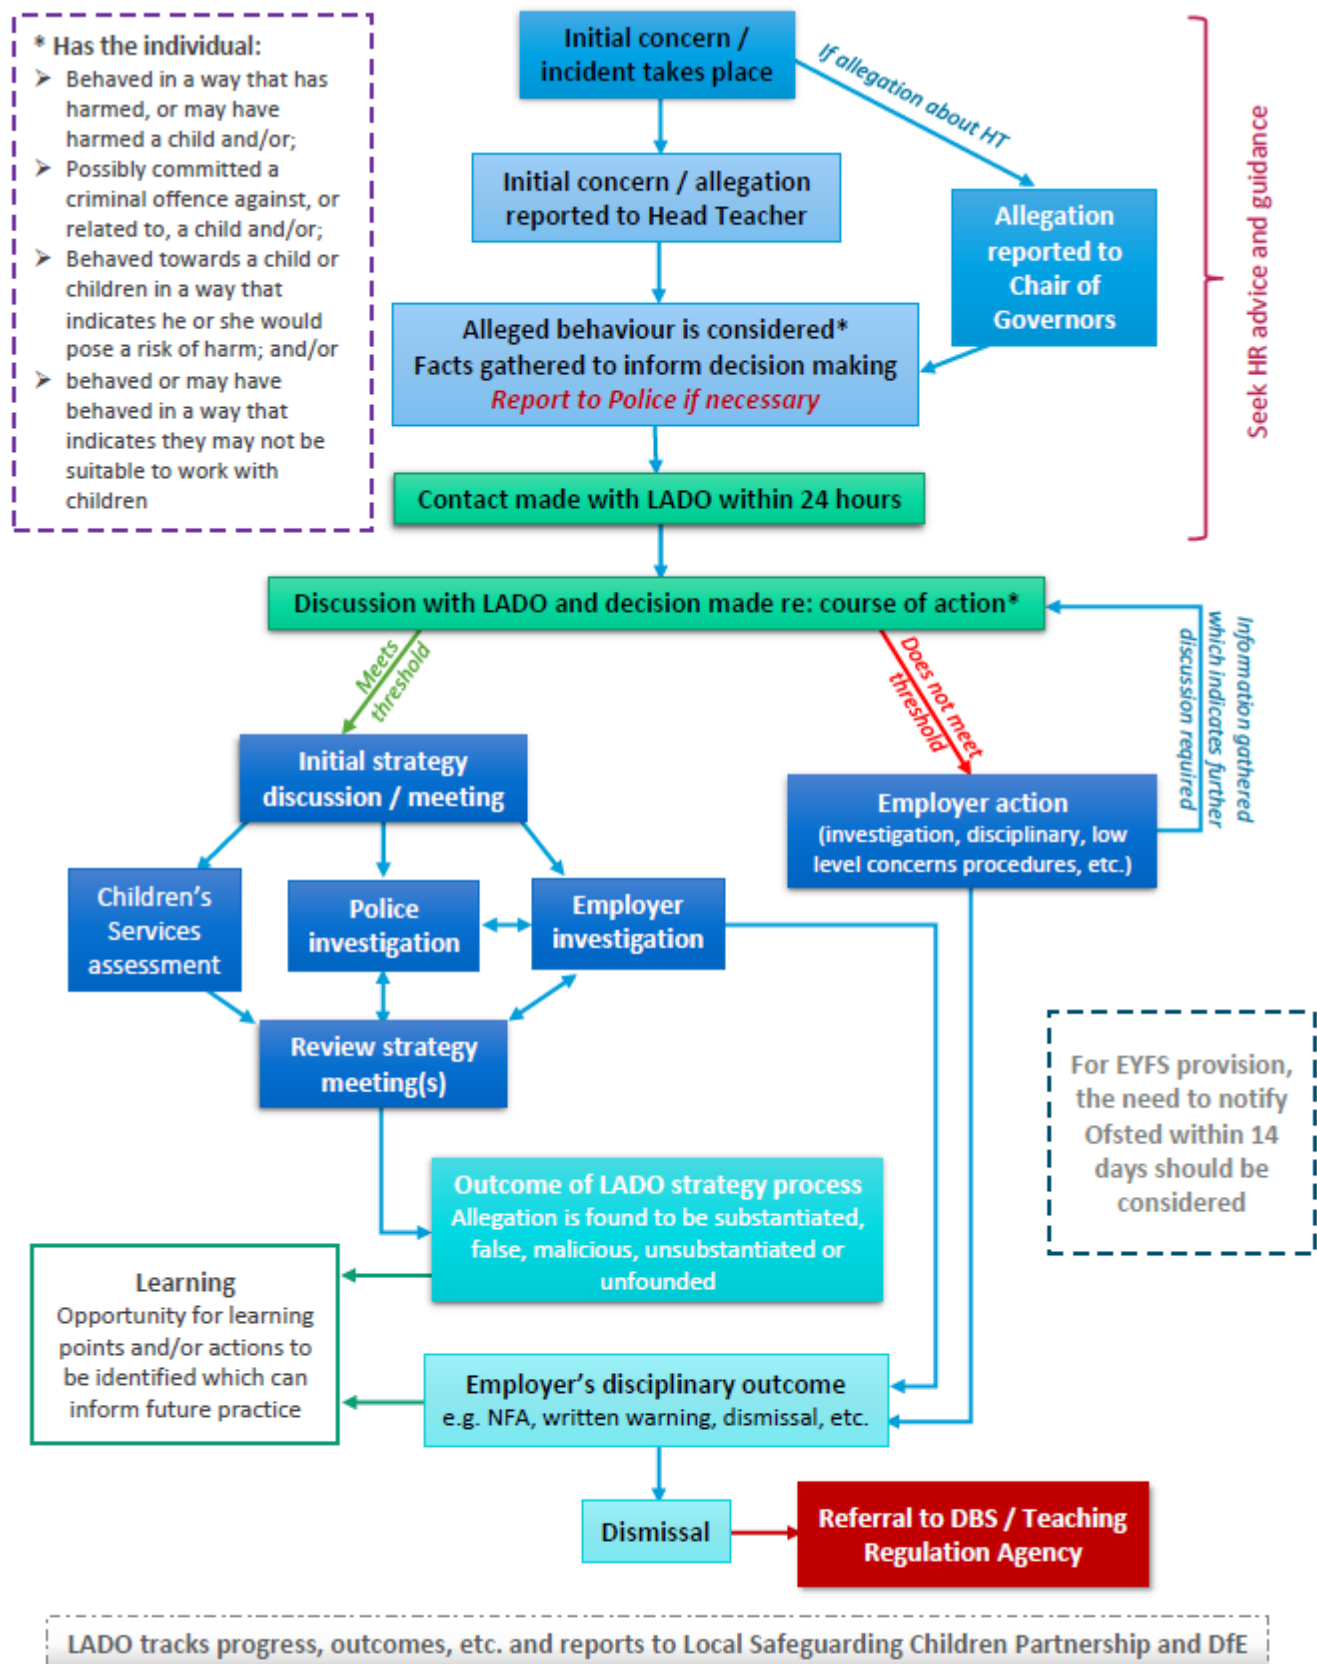 * Has the individual:
➢ Behaved in a way that has
harmed, or may have
harmed a child and/or;
➢ Possibly committed a
criminal offence against, or
related to, a child and/or;
➢ Behaved towards a child or
children in a way that
indicates he or she would
pose a risk of harm; and/or
➢ behaved or may have
behaved in a way that
indicates they may not be
suitable to work with
children
Initial concern /
incident takes place
If allegation about HT
Initial concern / allegation
reported to Head Teacher
Allegation
reported to
Chair of
Governors
Seek HR advice and guidance
Alleged behaviour is considered*
Facts gathered to inform decision making
Report to Police if necessary
Contact made with LADO within 24 hours
Discussion with LADO and decision made re: course of action*
Meets
threshold
Does not meet
threshold
Information gathered
which indicates further
discussion required
Initial strategy
discussion / meeting
Employer action
(investigation, disciplinary, low
level concerns procedures, etc.)
Children's
Services
assessment
Police
investigation
Employer
investigation
Review strategy
meeting(s)
For EYFS provision,
the need to notify
Ofsted within 14
days should be
considered
Outcome of LADO strategy process
Allegation is found to be substantiated,
false, malicious, unsubstantiated or
unfounded
Learning
Opportunity for learning
points and/or actions to
be identified which can
inform future practice
Employer's disciplinary outcome
e.g. NFA, written warning, dismissal, etc.
Dismissal
Referral to DBS / Teaching
Regulation Agency
LADO tracks progress, outcomes, etc. and reports to Local Safeguarding Children Partnership and DfE